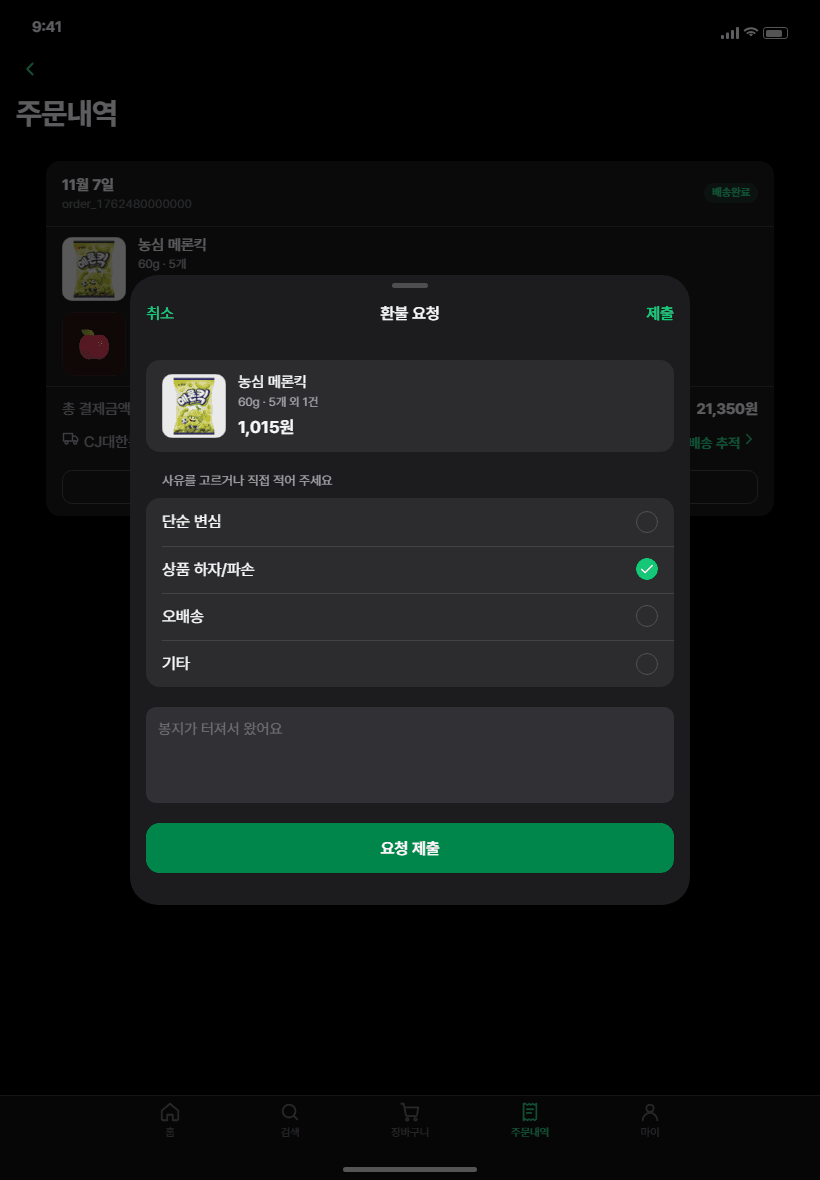 9:41
주문내역
11월 7일
배송완료
order_1762480000000
농심 메론킥
60g · 5개
취소
환불 요청
제출
농심 메론킥
60g · 5개 외 1건
1,015원
총 결제금액
21,350원
CJ대한
배송 추적
사유를 고르거나 직접 적어 주세요
단순 변심
상품 하자/파손
오배송
기타
봉지가 터져서 왔어요
요청 제출
홈
검색
장바구니
주문내역
마이
메론킥
메론킥